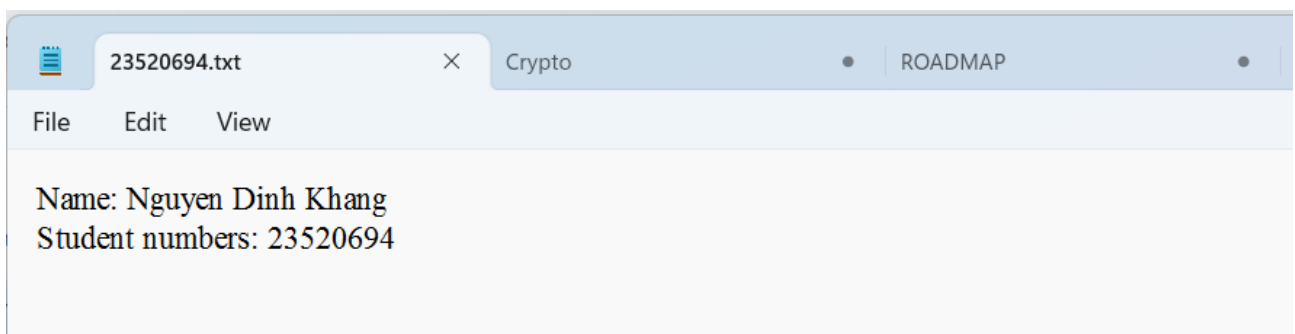 23520694.txt
Crypto
ROADMAP
File Edit View
Name: Nguyen Dinh Khang
Student numbers: 23520694